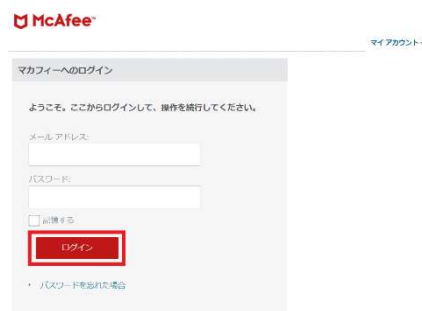 McAfee™
マイ アカウント
マカフィーへのログイン
ようこそ。ここからログインして、操作を続行してください。
メール アドレス:
パスワード:
記憶する
ログイン
パスワードを忘れた場合